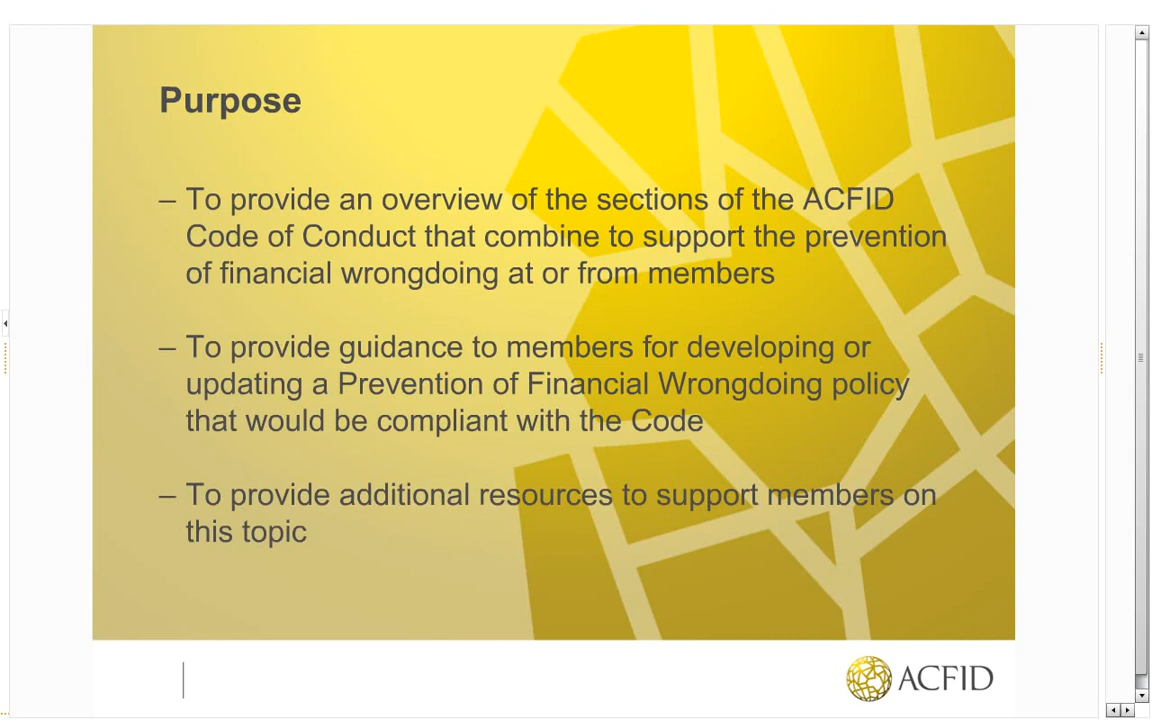 Purpose
– To provide an overview of the sections of the ACFID
Code of Conduct that combine to support the prevention
of financial wrongdoing at or from members
– To provide guidance to members for developing or
updating a Prevention of Financial Wrongdoing policy
that would be compliant with the Code
– To provide additional resources to support members on
this topic
ACFID